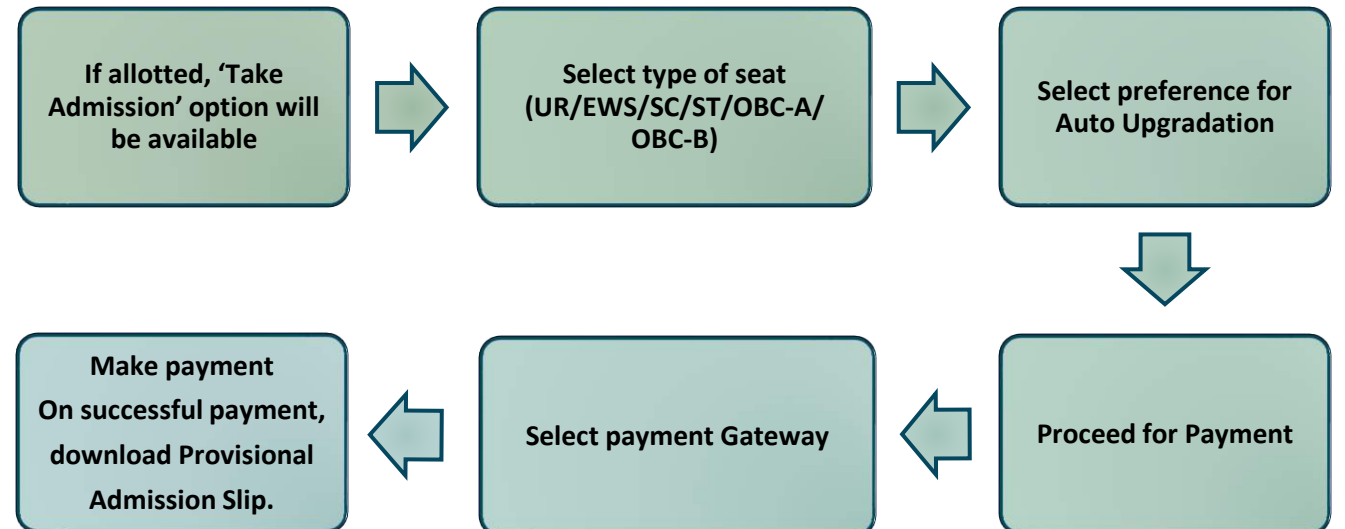 If allotted, ‘Take
Admission’ option will
be available
Select type of seat
(UR/EWS/SC/ST/OBC-A/
OBC-B)
Select preference for
Auto Upgradation
Proceed for Payment
Select payment Gateway
Make payment
On successful payment,
download Provisional
Admission Slip.